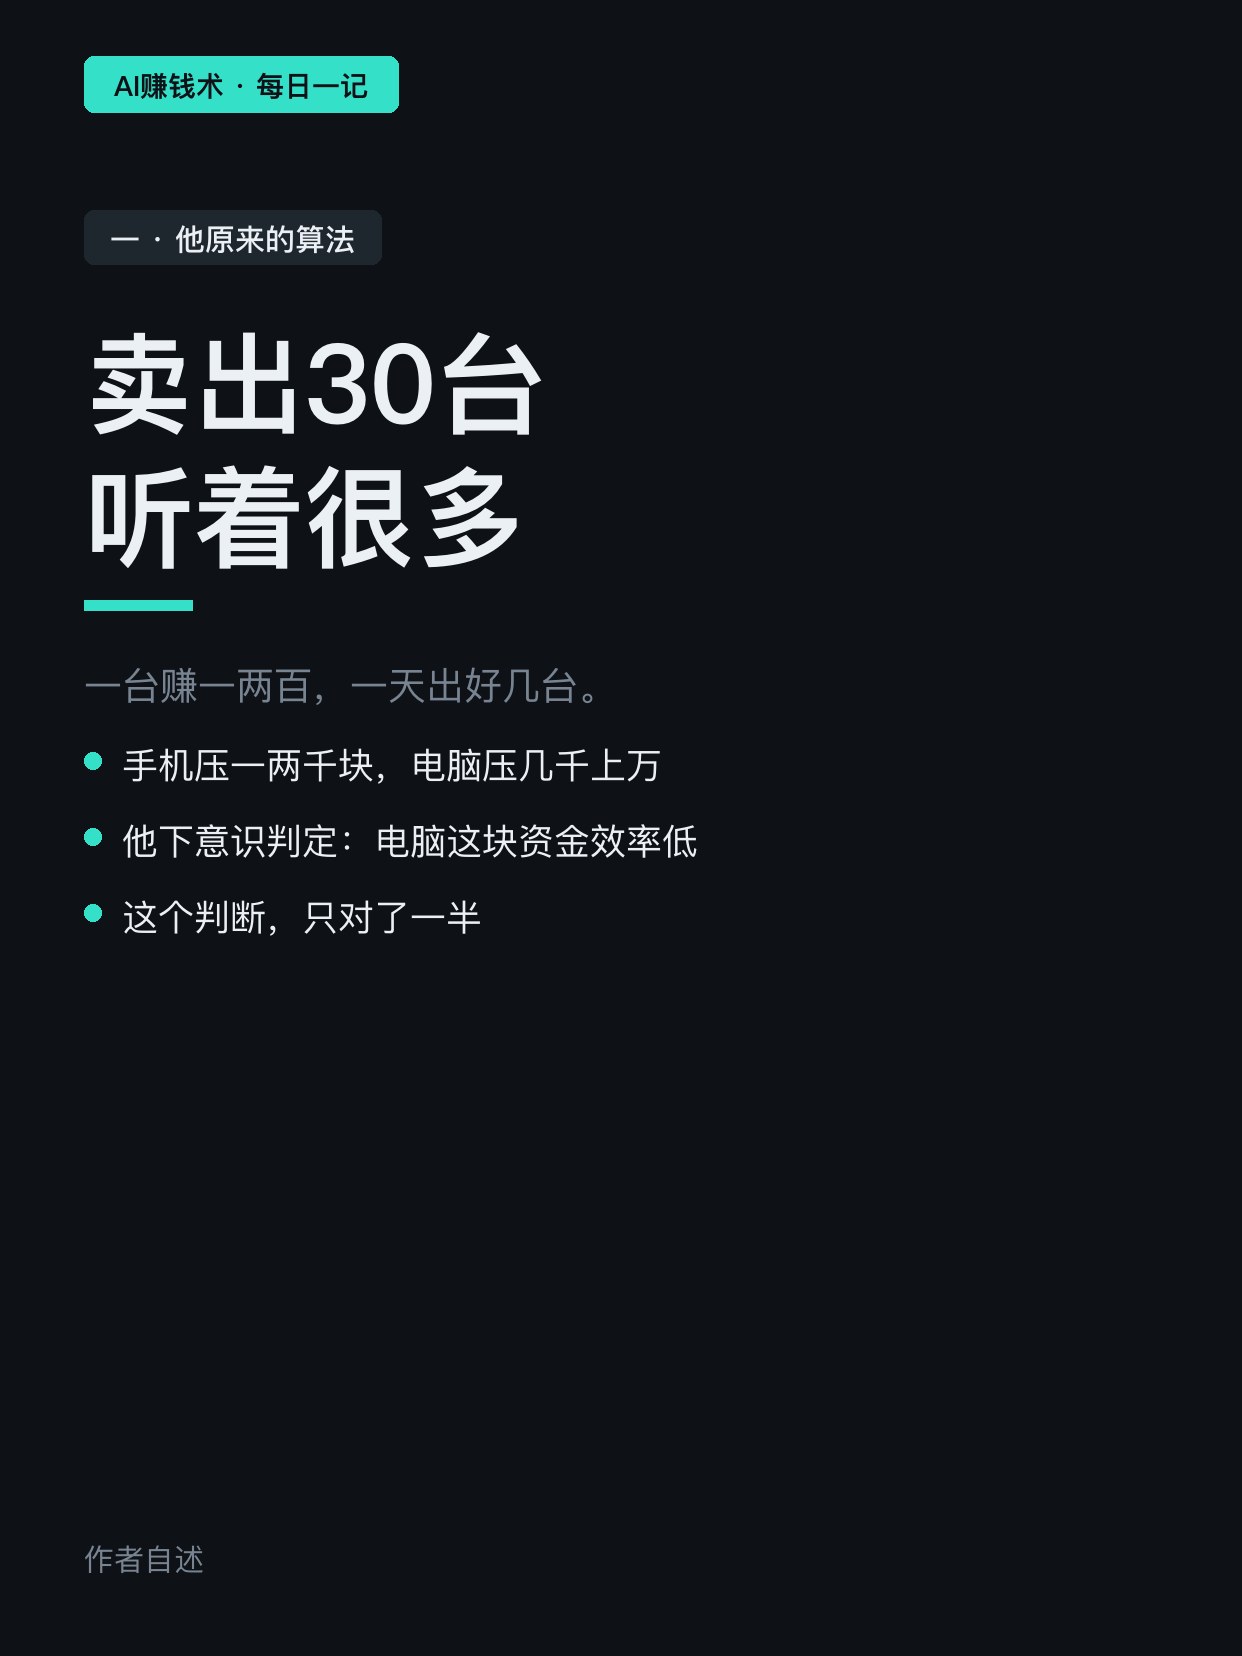 AI赚钱术 · 每日一记
一 · 他原来的算法
卖出30台
听着很多
一台赚一两百，一天出好几台。
手机压一两千块，电脑压几千上万
他下意识判定：电脑这块资金效率低
这个判断，只对了一半
作者自述